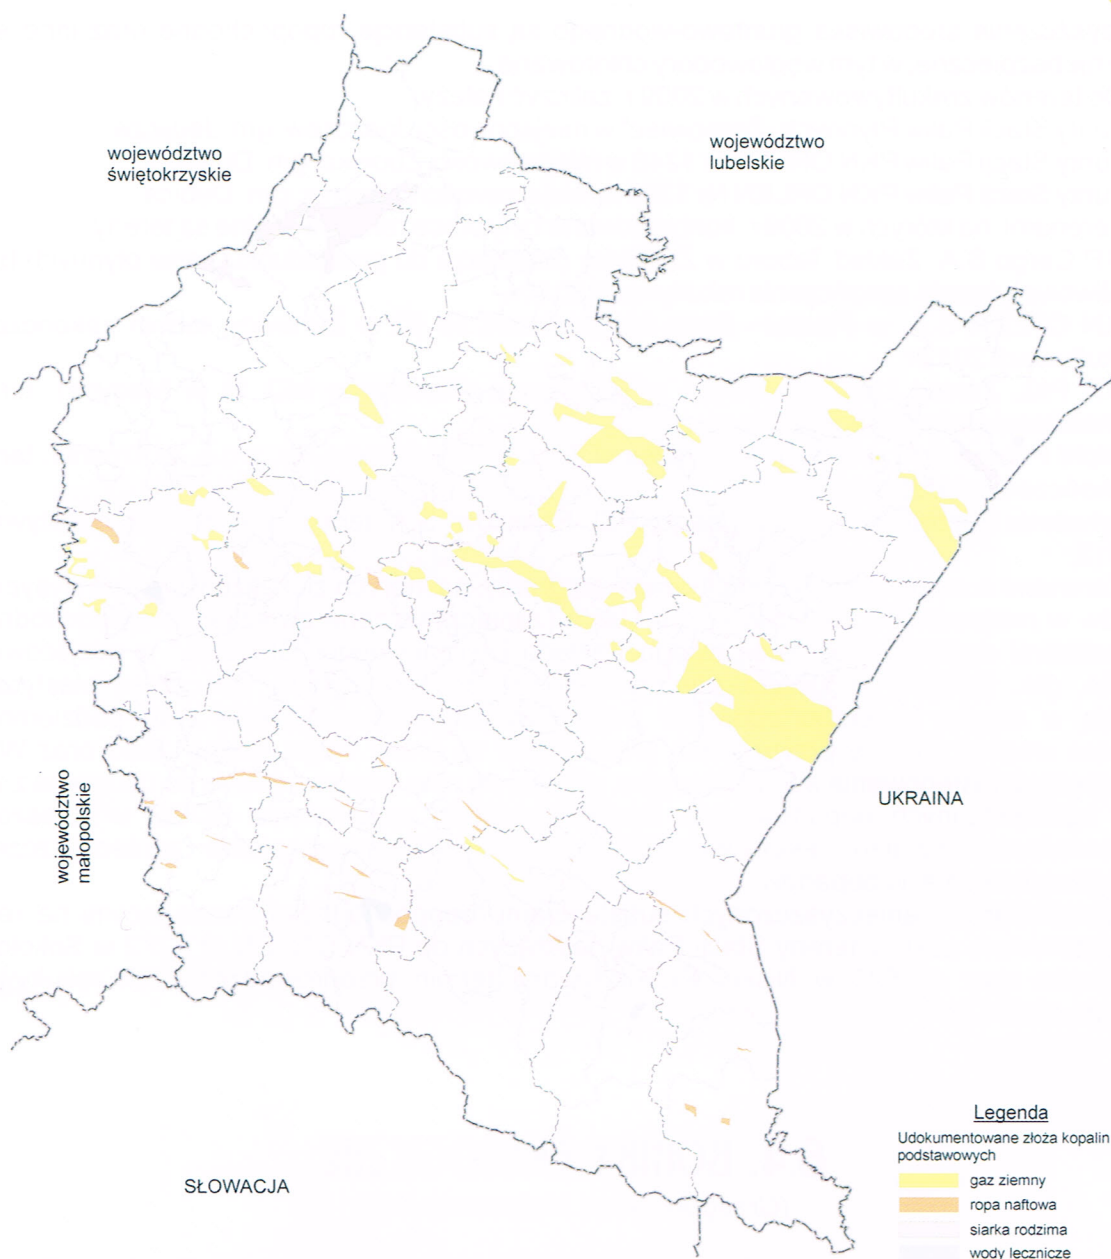 województwo
świętokrzyskie
województwo
lubelskie
województwo
małopolskie
UKRAINA
SŁOWACJA
Legenda
Udokumentowane złoża kopalin
podstawowych
gaz ziemny
ropa naftowa
siarka rodzima
wody lecznicze